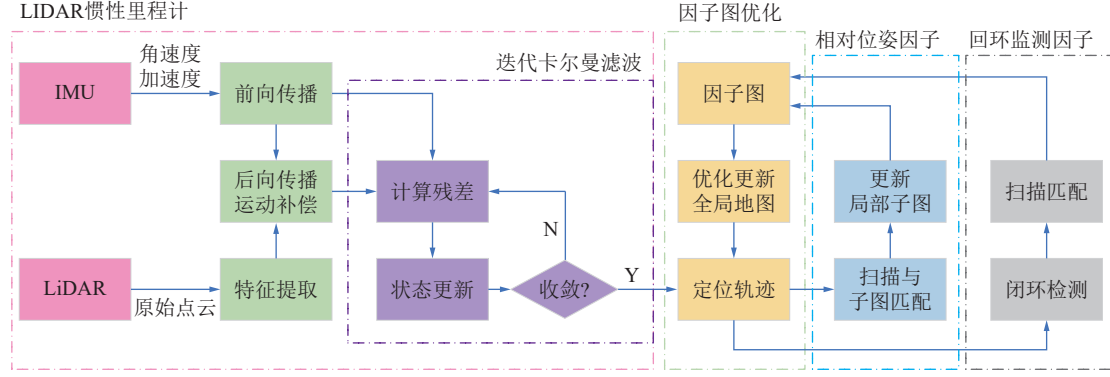 LIDAR惯性里程计
因子图优化
相对位姿因子
回环监测因子
迭代卡尔曼滤波
IMU
角速度
加速度
前向传播
后向传播
运动补偿
LiDAR
原始点云
特征提取
计算残差
状态更新
收敛?
N
Y
因子图
优化更新
全局地图
定位轨迹
更新
局部子图
扫描与
子图匹配
扫描匹配
闭环检测